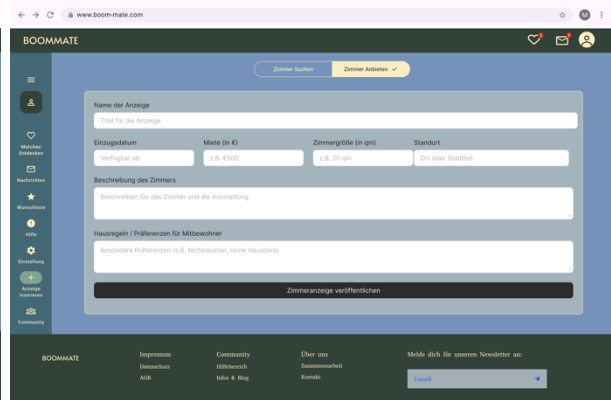 www.boom-mate.com
M
BOOMMATE
Zimmer Suchen
Zimmer Anbieten
Matches
Entdecken
Nachrichten
Wunschliste
Hilfe
Einstellung
Anzeige
inserieren
Community
Name der Anzeige
Titel für die Anzeige
Einzugsdatum Miete (in €) Zimmergröße (in qm) Standort
Verfügbar ab z.B. €500 z.B. 20 qm Ort oder Stadtteil
Beschreibung des Zimmers
Beschreiben Sie das Zimmer und die Ausstattung
Hausregeln / Präferenzen für Mitbewohner
Besondere Präferenzen (z.B. Nichtraucher, keine Haustiere)
Zimmeranzeige veröffentlichen
BOOMMATE
Impressum
Datenschutz
AGB
Community
Hilfebereich
Infos & Blog
Über uns
Zusammenarbeit
Kontakt
Melde dich für unseren Newsletter an:
Email